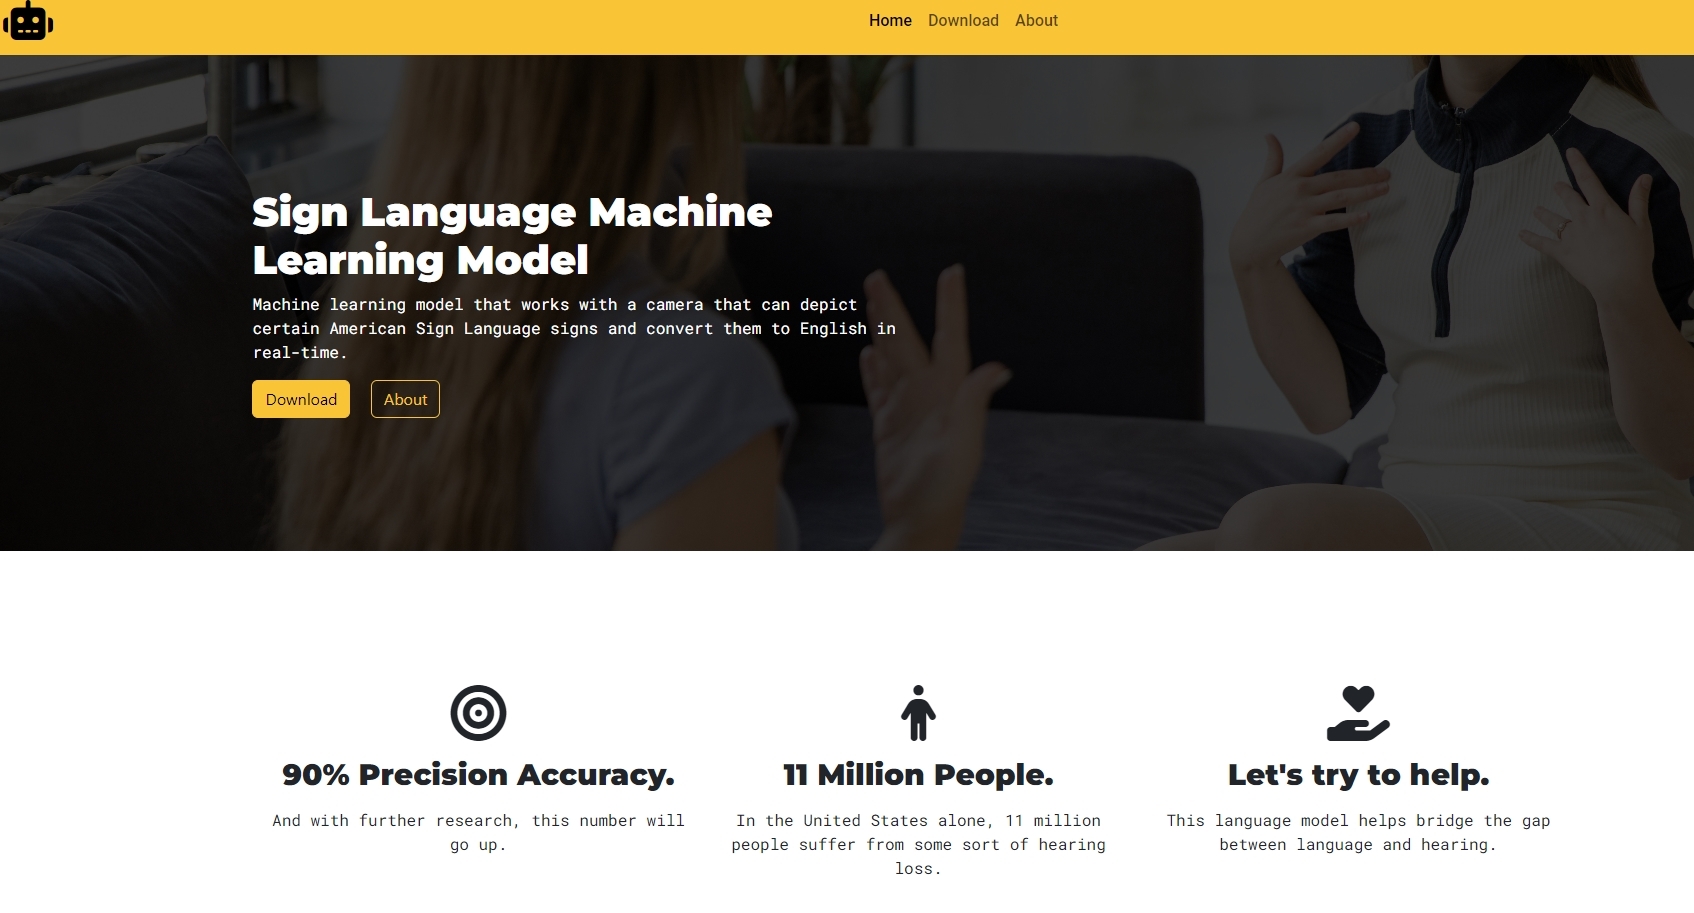 Home Download About
Sign Language Machine
Learning Model
Machine learning model that works with a camera that can depict
certain American Sign Language signs and convert them to English in
real-time.
Download About
90% Precision Accuracy.
And with further research, this number will
go up.
11 Million People.
In the United States alone, 11 million
people suffer from some sort of hearing
loss.
Let's try to help.
This language model helps bridge the gap
between language and hearing.